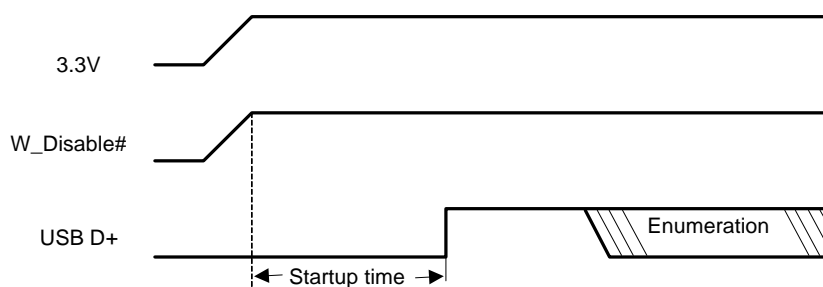 3.3V
W_Disable#
USB D+
Enumeration
Startup time